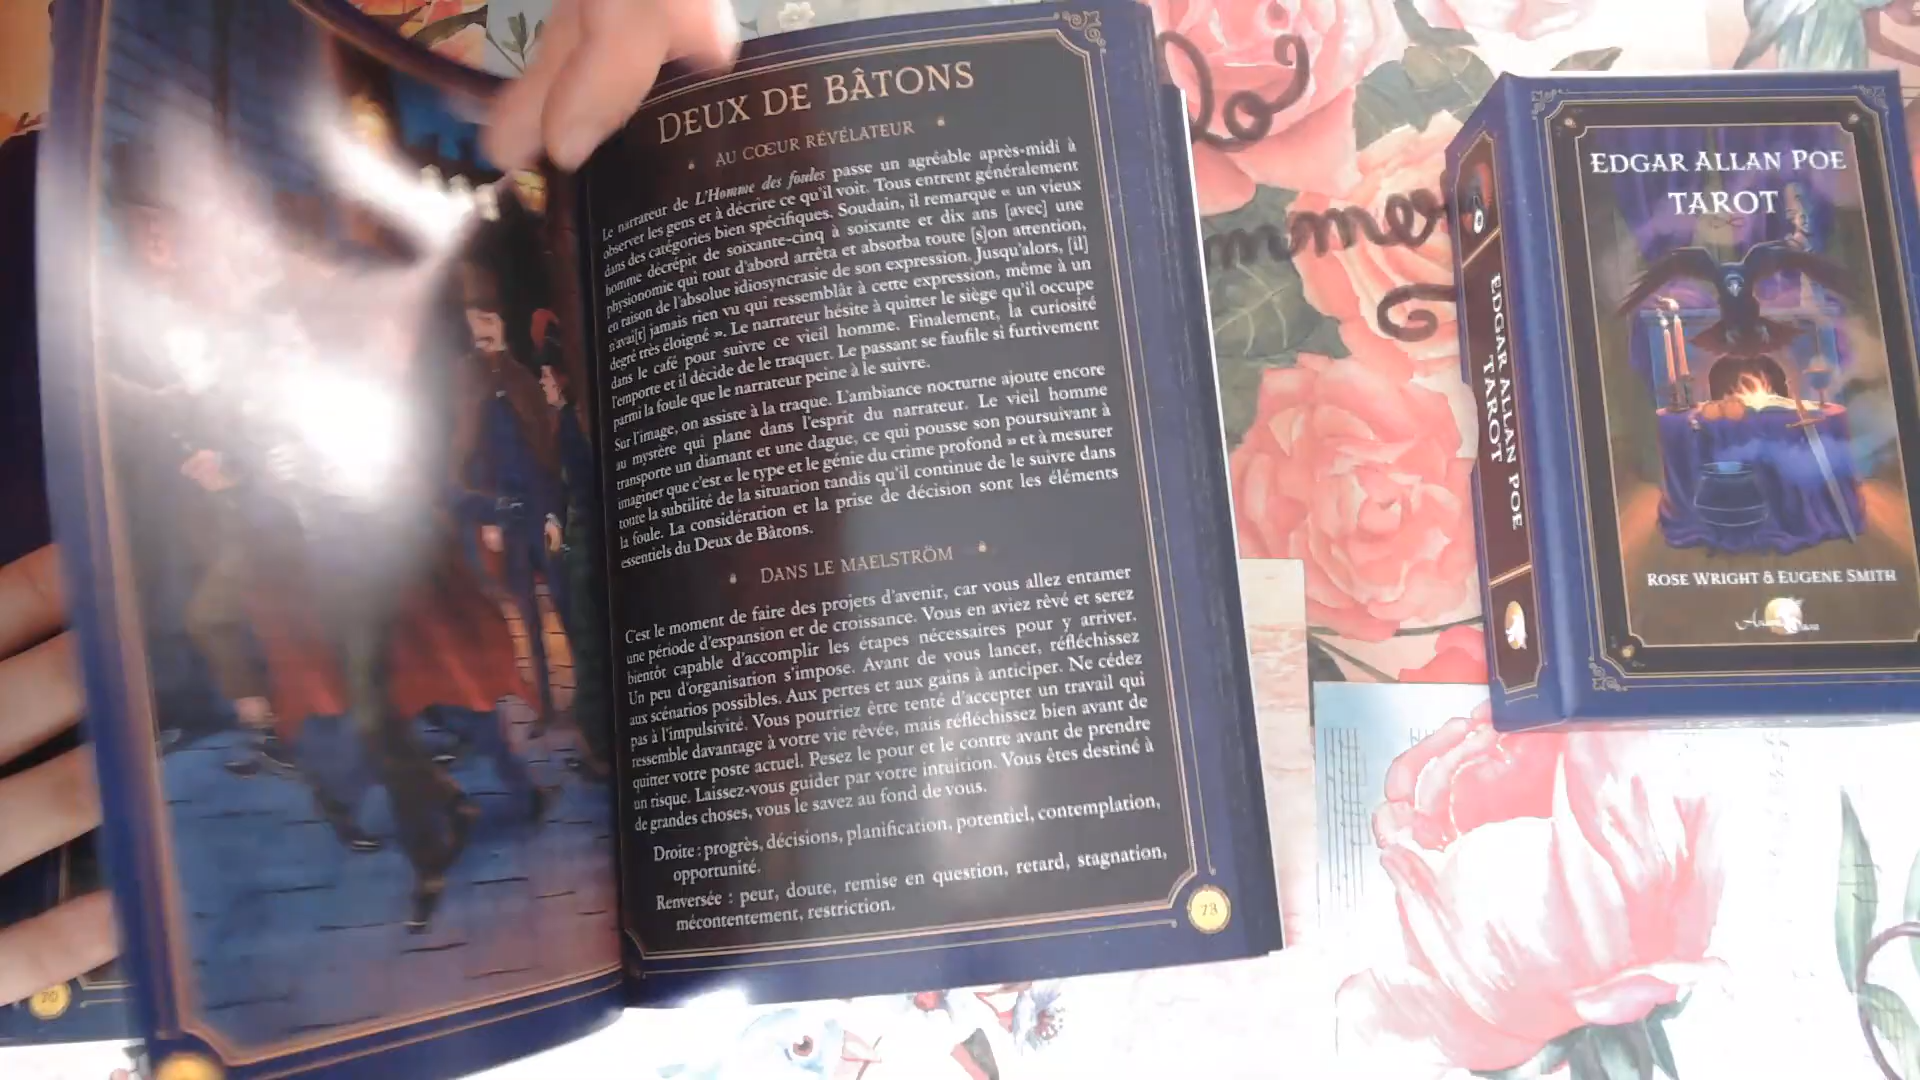 DEUX DE BÂTONS
AU CŒUR RÉVÉLATEUR
Le narrateur de L'Homme des foules passe un agréable après-midi à
observer les gens et à décrire ce qu'il voit. Tous entrent généralement
dans des catégories bien spécifiques. Soudain, il remarque « un vieux
homme décrépit de soixante-cinq à soixante et dix ans [avec] une
physionomie qui tout d'abord arrêta et absorba toute [s]on attention,
en raison de l'absolue idiosyncrasie de son expression. Jusqu'alors, [il]
n'avai[t] jamais rien vu qui ressemblât à cette expression, même à un
degré très éloigné ». Le narrateur hésite à quitter le siège qu'il occupe
dans le café pour suivre ce vieil homme. Finalement, la curiosité
l'emporte et il décide de le traquer. Le passant se faufile si furtivement
parmi la foule que le narrateur peine à le suivre.
Sur l'image, on assiste à la traque. L'ambiance nocturne ajoute encore
au mystère qui plane dans l'esprit du narrateur. Le vieil homme
transporte un diamant et une dague, ce qui pousse son poursuivant à
imaginer que c'est « le type et le génie du crime profond » et à mesurer
toute la subtilité de la situation tandis qu'il continue de le suivre dans
la foule. La considération et la prise de décision sont les éléments
essentiels du Deux de Bâtons.
DANS LE MAELSTRÖM
C'est le moment de faire des projets d'avenir, car vous allez entamer
une période d'expansion et de croissance. Vous en aviez rêvé et serez
bientôt capable d'accomplir les étapes nécessaires pour y arriver.
Un peu d'organisation s'impose. Avant de vous lancer, réfléchissez
aux scénarios possibles. Aux pertes et aux gains à anticiper. Ne cédez
pas à l'impulsivité. Vous pourriez être tenté d'accepter un travail qui
ressemble davantage à votre vie rêvée, mais réfléchissez bien avant de
quitter votre poste actuel. Pesez le pour et le contre avant de prendre
un risque. Laissez-vous guider par votre intuition. Vous êtes destiné à
de grandes choses, vous le savez au fond de vous.
Droite : progrès, décisions, planification, potentiel, contemplation,
opportunité.
Renversée : peur, doute, remise en question, retard, stagnation,
mécontentement, restriction.
73
70
EDGAR ALLAN POE
TAROT
EDGAR ALLAN POE
TAROT
ROSE WRIGHT & EUGENE SMITH